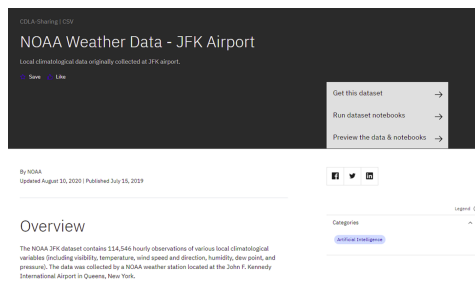 CDLA-Sharing | CSV
NOAA Weather Data - JFK Airport
Local climatological data originally collected at JFK airport.
Save Like
Get this dataset →
Run dataset notebooks →
Preview the data & notebooks →
By NOAA
Updated August 10, 2020 | Published July 15, 2019
Legend
Categories
Artificial Intelligence
Overview
The NOAA JFK dataset contains 114,546 hourly observations of various local climatological
variables (including visibility, temperature, wind speed and direction, humidity, dew point, and
pressure). The data was collected by a NOAA weather station located at the John F. Kennedy
International Airport in Queens, New York.